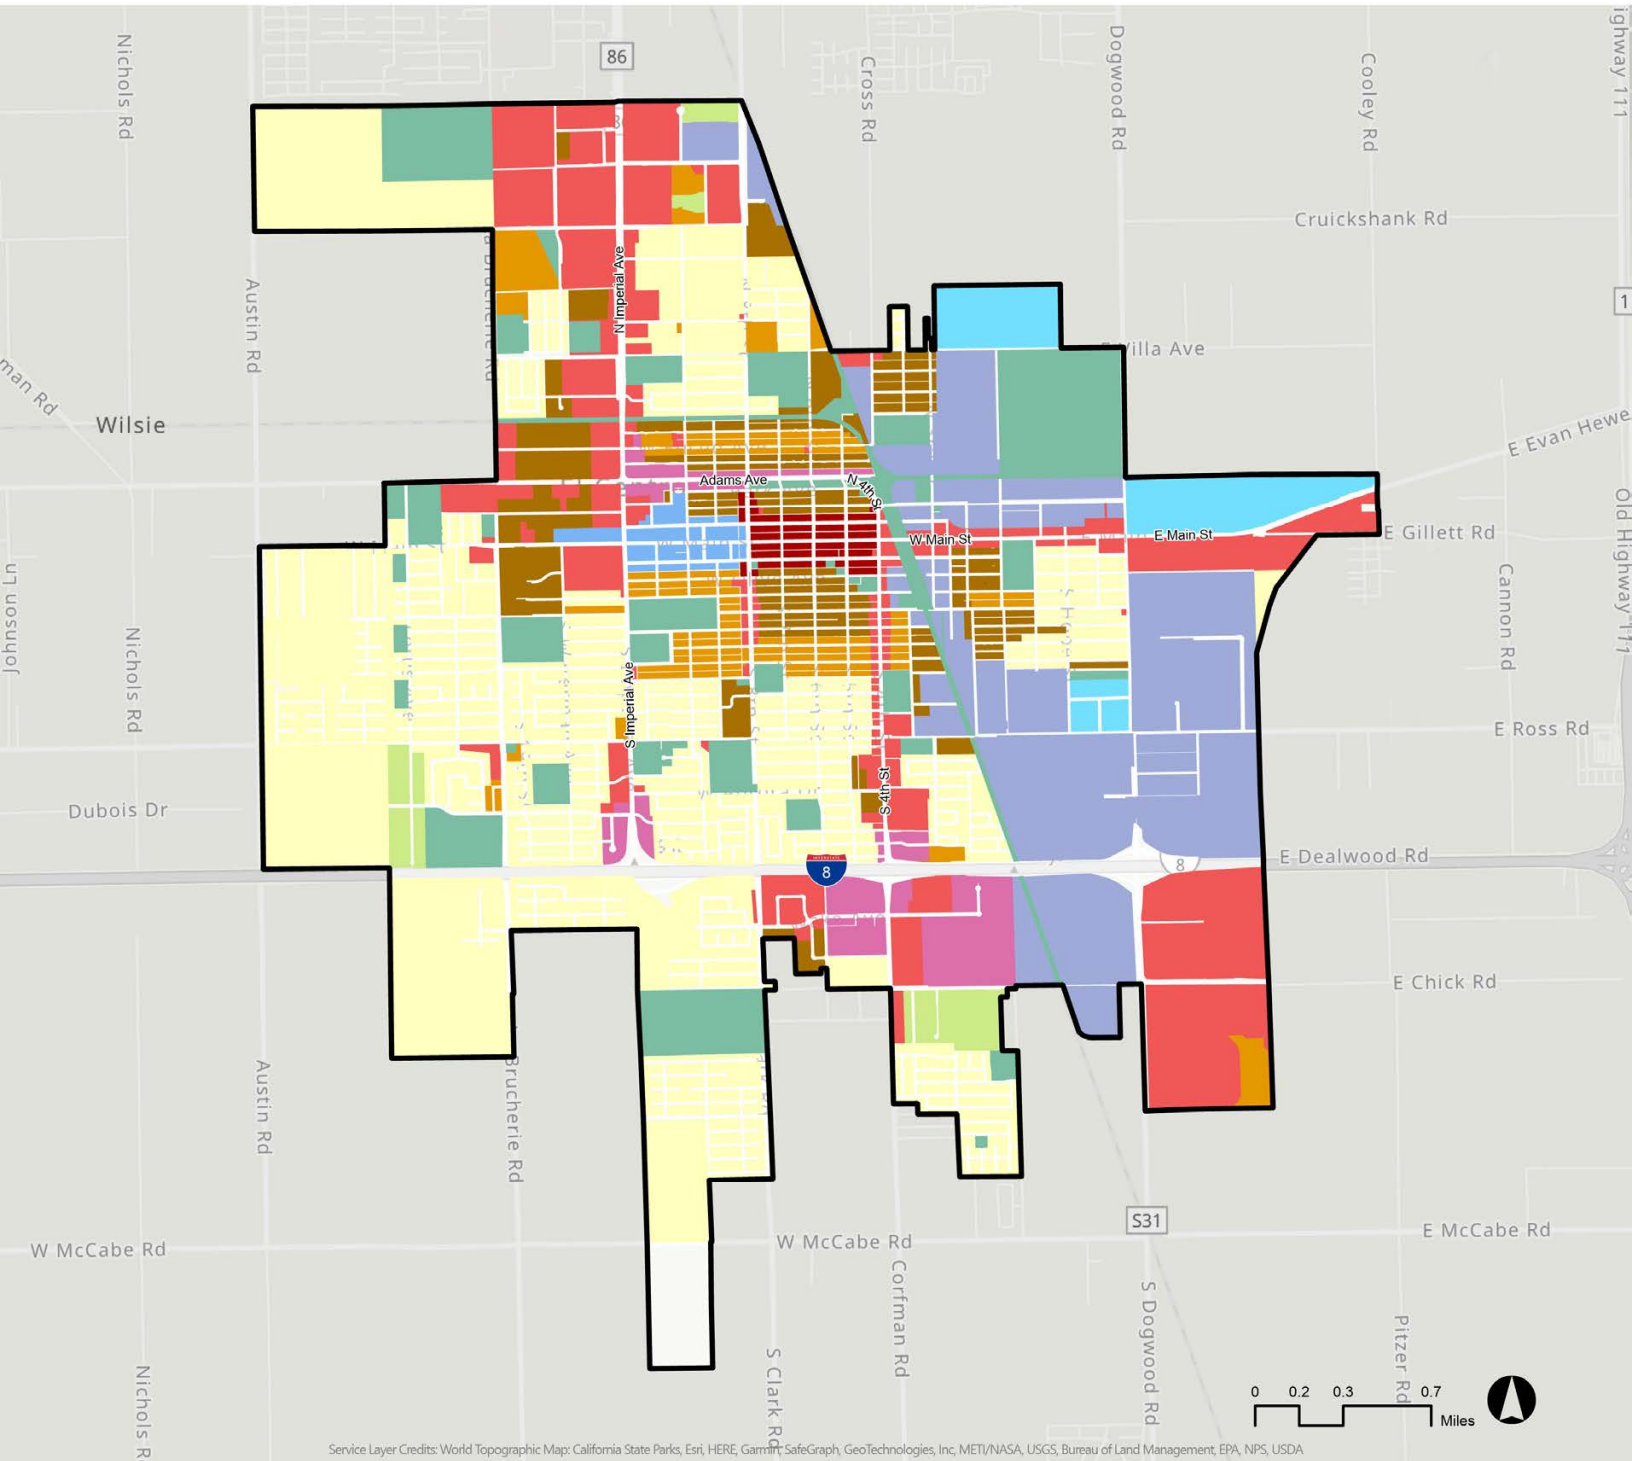 Nichols Rd
86
Cross Rd
Dogwood Rd
Cooley Rd
ighway 111
Cruickshank Rd
N Imperial Ave
Austin Rd
1
Villa Ave
man Rd
Wilsie
E Evan Hewe
Adams Ave
N 4th St
W Main St
E Main St
E Gillett Rd
Old Highway 111
Johnson Ln
Nichols Rd
Cannon Rd
S Imperial Ave
E Ross Rd
S 4th St
Dubois Dr
INTERSTATE
8
8
E Dealwood Rd
E Chick Rd
Austin Rd
Brucherie Rd
S31
W McCabe Rd
W McCabe Rd
E McCabe Rd
Corfman Rd
S Dogwood Rd
Pitzer Rd
S Clark Rd
Nichols R
0 0.2 0.3 0.7
Miles
Service Layer Credits: World Topographic Map: California State Parks, Esri, HERE, Garmin, SafeGraph, GeoTechnologies, Inc, METI/NASA, USGS, Bureau of Land Management, EPA, NPS, USDA